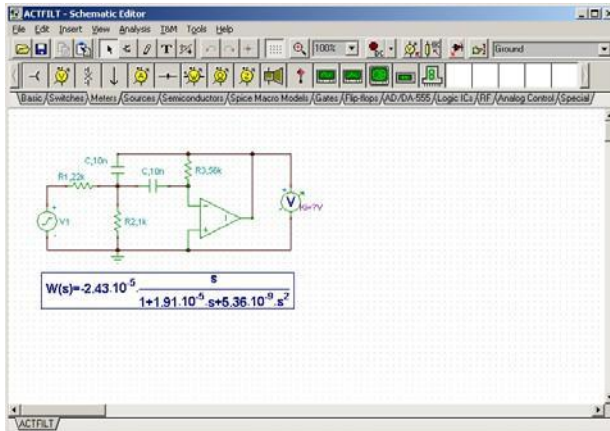 ACTFILT - Schematic Editor
File Edit Insert View Analysis T&M Tools Help
100% Ground
Basic Switches Meters Sources Semiconductors Spice Macro Models Gates Flip-flops AD/DA-555 Logic ICs RF Analog Control Special
C,10n
R1,22k C,10n R3,56k
V1 R2,1k V
W(s)=-2.43.10^-5. s
1+1.91.10^-5.s+5.36.10^-9.s^2
ACTFILT